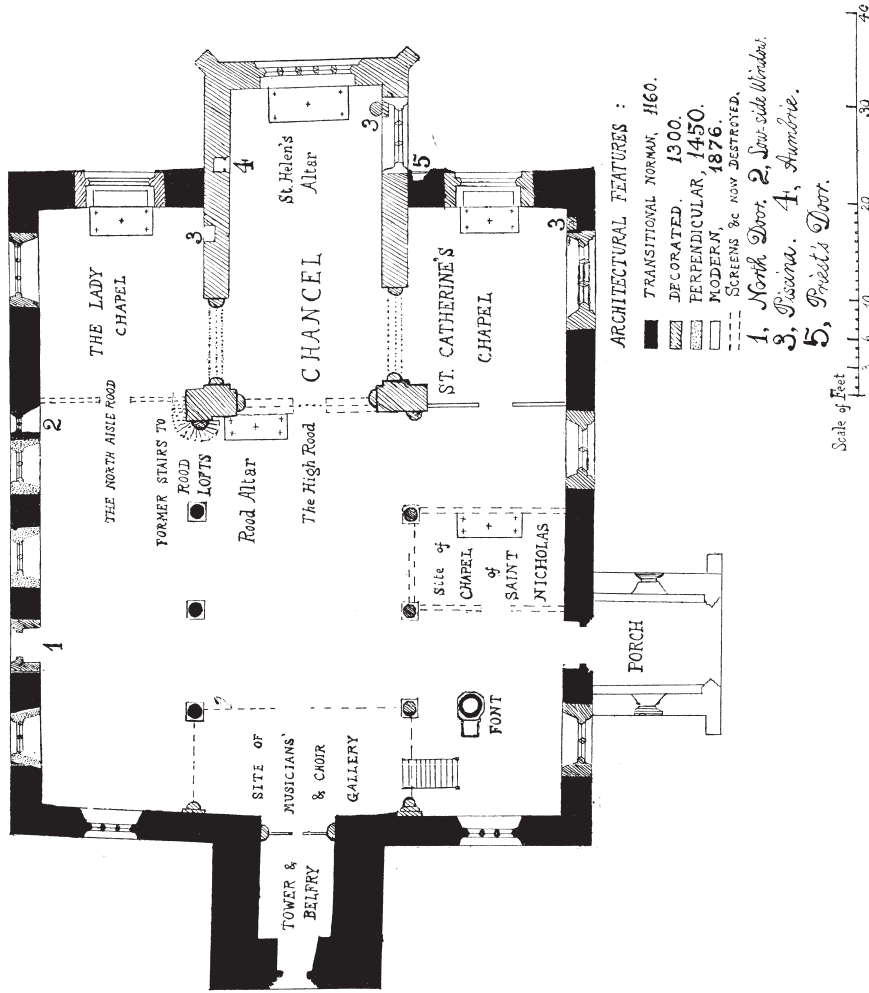 THE LADY
CHAPEL
THE NORTH AISLE ROOD
FORMER STAIRS TO
ROOD
LOFTS
Rood Altar
The High Rood
CHANCEL
St. Helen's
Altar
ST. CATHERINE'S
CHAPEL
Site of
CHAPEL
of
SAINT
NICHOLAS
SITE OF
MUSICIANS'
& CHOIR
GALLERY
FONT
TOWER &
BELFRY
PORCH
1
2
3
4
3
5
3
ARCHITECTURAL FEATURES :
TRANSITIONAL NORMAN, 1160.
DECORATED. 1300.
PERPENDICULAR, 1450.
MODERN, 1876.
SCREENS &c NOW DESTROYED.
1, North Door. 2, Low-side Window.
3, Piscina. 4, Aumbrie.
5, Priest's Door.
Scale of Feet
10 20 30 40